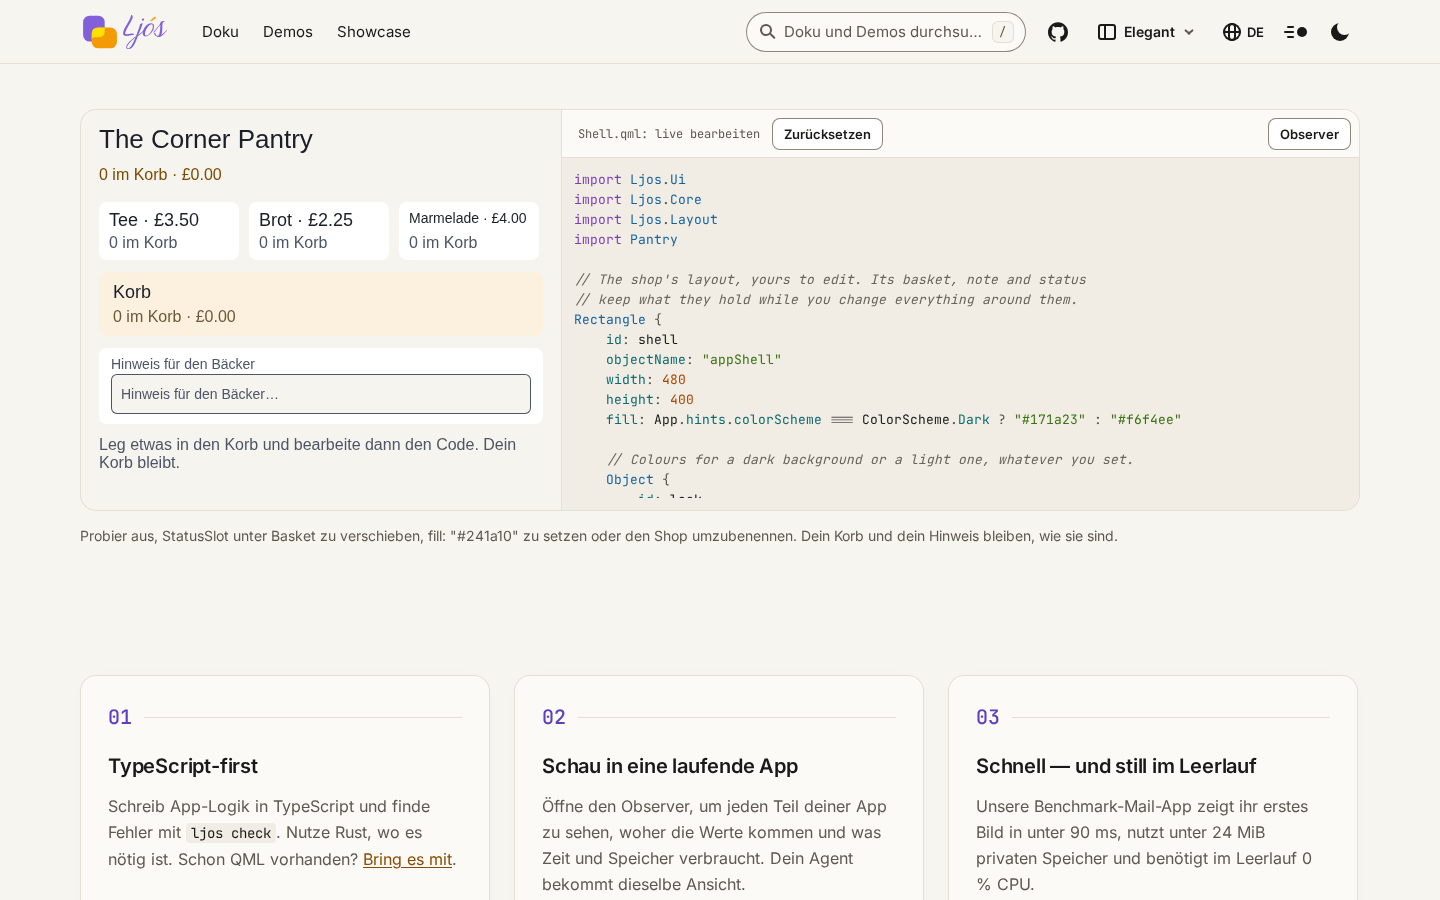 Ljós
Doku
Demos
Showcase
Doku und Demos durchsu...
/
Elegant
DE
The Corner Pantry
0 im Korb · £0.00
Tee · £3.50
0 im Korb
Brot · £2.25
0 im Korb
Marmelade · £4.00
0 im Korb
Korb
0 im Korb · £0.00
Hinweis für den Bäcker
Hinweis für den Bäcker…
Leg etwas in den Korb und bearbeite dann den Code. Dein
Korb bleibt.
Shell.qml: live bearbeiten
Zurücksetzen
Observer
import Ljos.Ui
import Ljos.Core
import Ljos.Layout
import Pantry
// The shop's layout, yours to edit. Its basket, note and status
// keep what they hold while you change everything around them.
Rectangle {
    id: shell
    objectName: "appShell"
    width: 480
    height: 400
    fill: App.hints.colorScheme === ColorScheme.Dark ? "#171a23" : "#f6f4ee"
    // Colours for a dark background or a light one, whatever you set.
    Object {
        id: look
Probier aus, StatusSlot unter Basket zu verschieben, fill: "#241a10" zu setzen oder den Shop umzubenennen. Dein Korb und dein Hinweis bleiben, wie sie sind.
01
TypeScript-first
Schreib App-Logik in TypeScript und finde
Fehler mit ljos check. Nutze Rust, wo es
nötig ist. Schon QML vorhanden? Bring es mit.
02
Schau in eine laufende App
Öffne den Observer, um jeden Teil deiner App
zu sehen, woher die Werte kommen und was
Zeit und Speicher verbraucht. Dein Agent
bekommt dieselbe Ansicht.
03
Schnell — und still im Leerlauf
Unsere Benchmark-Mail-App zeigt ihr erstes
Bild in unter 90 ms, nutzt unter 24 MiB
privaten Speicher und benötigt im Leerlauf 0
% CPU.